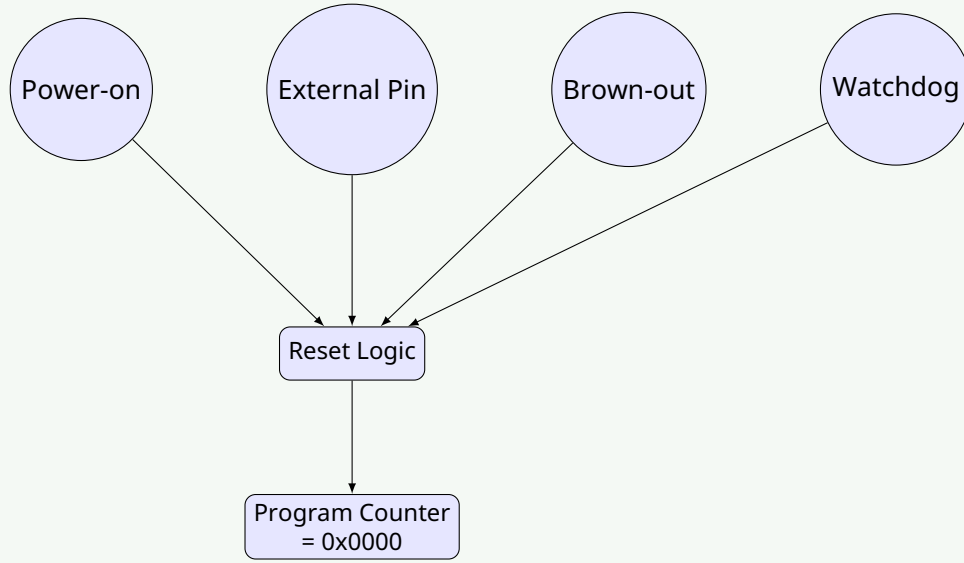 Power-on
External Pin
Brown-out
Watchdog
Reset Logic
Program Counter
= 0x0000